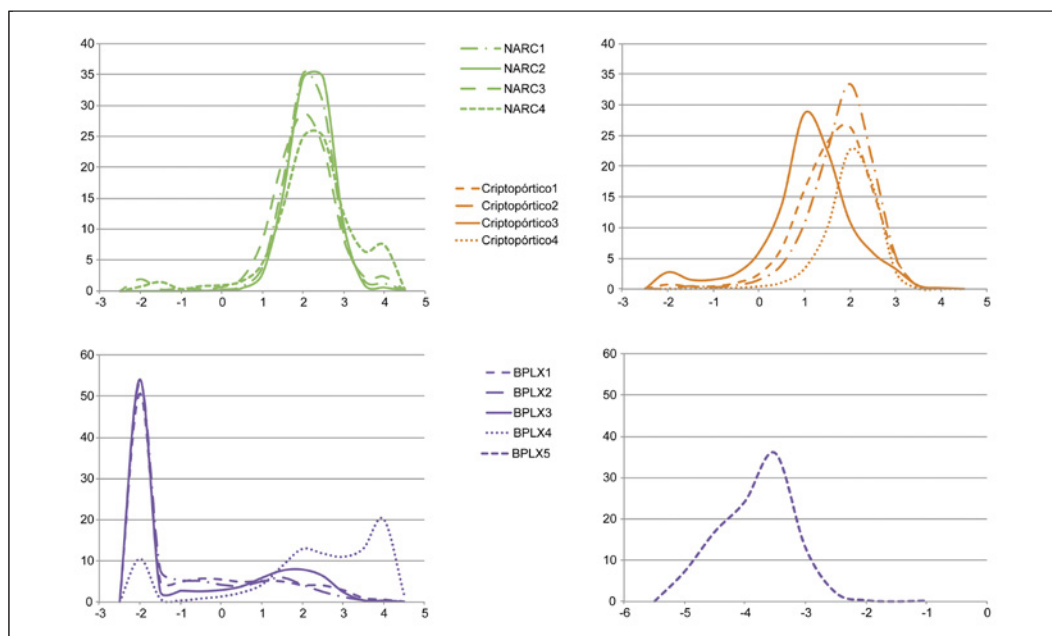 40
35
30
25
20
15
10
5
0
-3 -2 -1 0 1 2 3 4 5
NARC1
NARC2
NARC3
NARC4
40
35
30
25
20
15
10
5
0
-3 -2 -1 0 1 2 3 4 5
Criptopórtico1
Criptopórtico2
Criptopórtico3
Criptopórtico4
60
50
40
30
20
10
0
-3 -2 -1 0 1 2 3 4 5
BPLX1
BPLX2
BPLX3
BPLX4
BPLX5
60
50
40
30
20
10
0
-6 -5 -4 -3 -2 -1 0